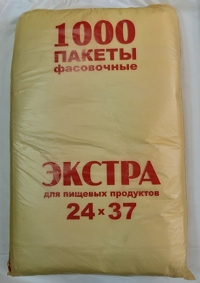 1000
ПАКЕТЫ
фасовочные
ЭКСТРА
для пищевых продуктов
24 х 37